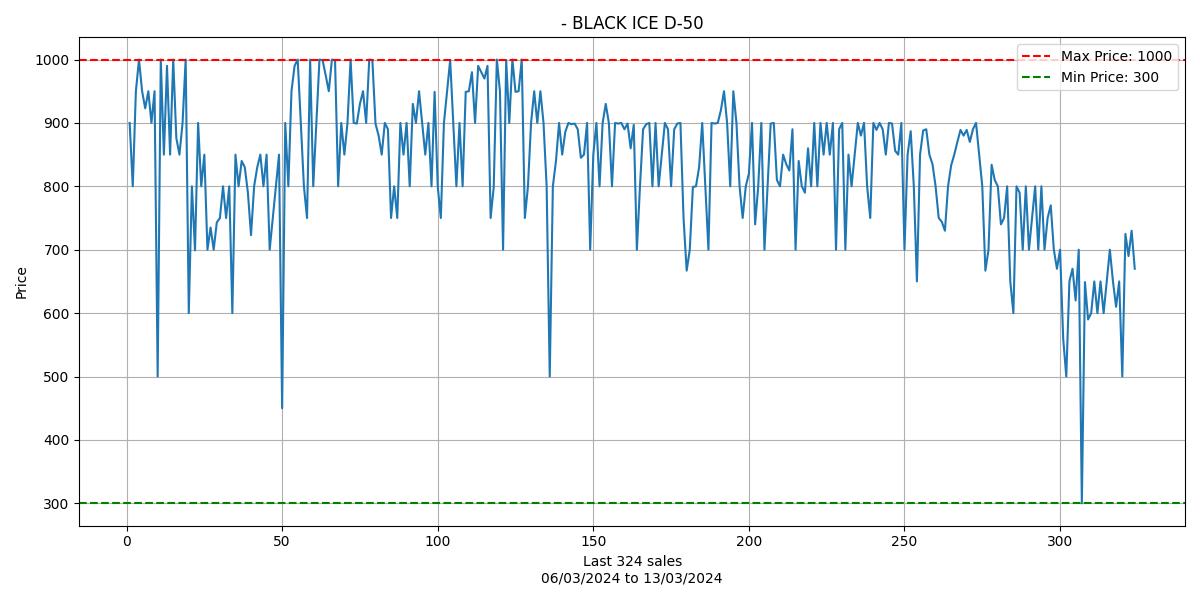 - BLACK ICE D-50
Max Price: 1000
Min Price: 300
1000
900
800
700
600
500
400
300
Price
0 50 100 150 200 250 300
Last 324 sales
06/03/2024 to 13/03/2024